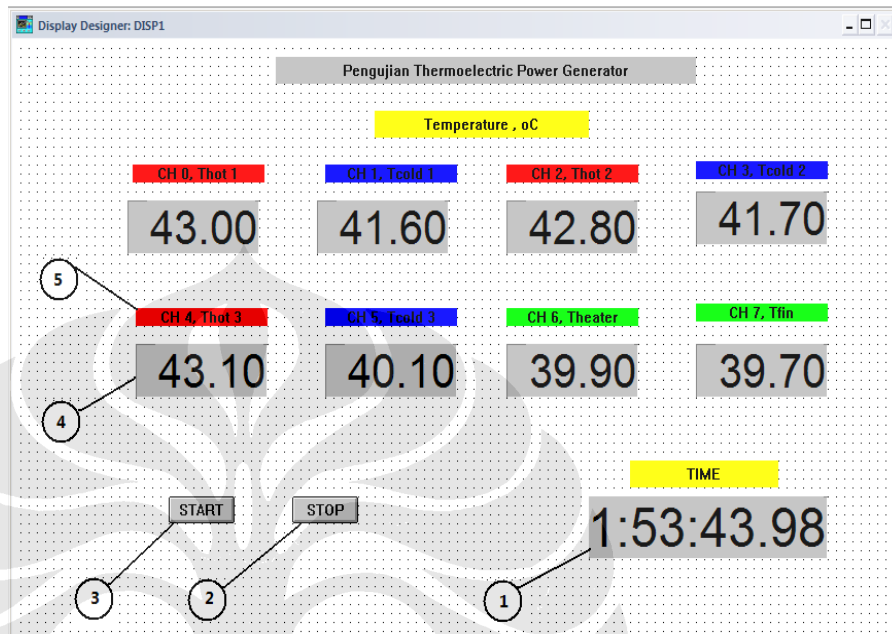 Display Designer: DISP1
Pengujian Thermoelectric Power Generator
Temperature , oC
CH 0, Thot 1
CH 1, Tcold 1
CH 2, Thot 2
CH 3, Tcold 2
43.00
41.60
42.80
41.70
5
CH 4, Thot 3
CH 5, Tcold 3
CH 6, Theater
CH 7, Tfin
43.10
40.10
39.90
39.70
4
TIME
START
STOP
1:53:43.98
3
2
1